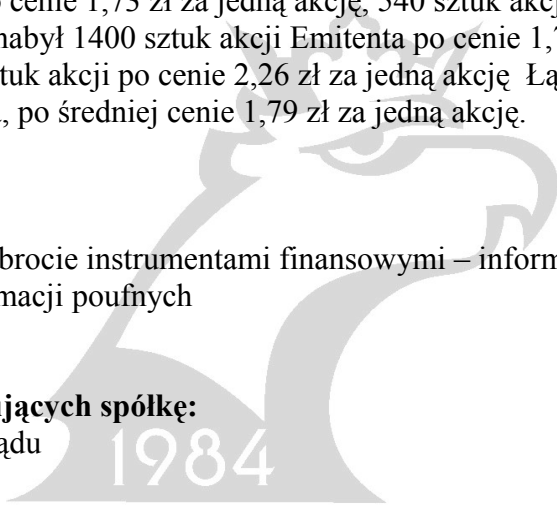 cenie 1,73 zł za jedną akcję, 540 sztuk akcj
nabył 1400 sztuk akcji Emitenta po cenie 1,
tuk akcji po cenie 2,26 zł za jedną akcję Łą
, po średniej cenie 1,79 zł za jedną akcję.
brocie instrumentami finansowymi – inform
macji poufnych
jących spółkę:
ądu
1984